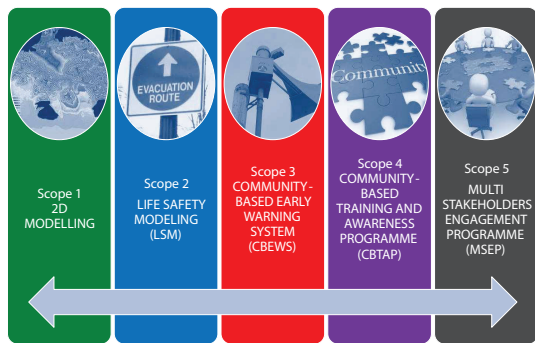 EVACUATION
ROUTE
Community
Scope 1
2D
MODELLING
Scope 2
LIFE SAFETY
MODELING
(LSM)
Scope 3
COMMUNITY-
BASED EARLY
WARNING
SYSTEM
(CBEWS)
Scope 4
COMMUNITY-
BASED
TRAINING AND
AWARENESS
PROGRAMME
(CBTAP)
Scope 5
MULTI
STAKEHOLDERS
ENGAGEMENT
PROGRAMME
(MSEP)